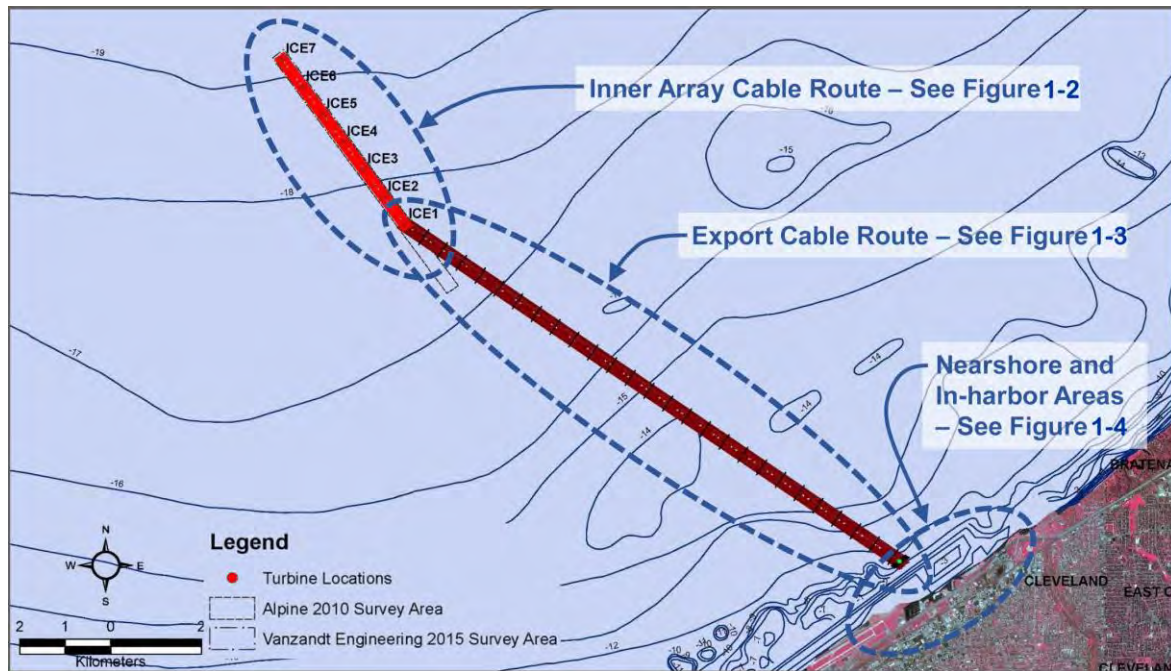 -19
ICE7
ICE6
ICE5
ICE4
ICE3
ICE2
ICE1
-18
Inner Array Cable Route – See Figure 1-2
-15
-13
Export Cable Route – See Figure 1-3
-14
-17
-15
-14
-14
Nearshore and
In-harbor Areas
– See Figure 1-4
-16
N
W E
S
Legend
Turbine Locations
Alpine 2010 Survey Area
Vanzandt Engineering 2015 Survey Area
2 1 0 2
Kilometers
-12
CLEVELAND